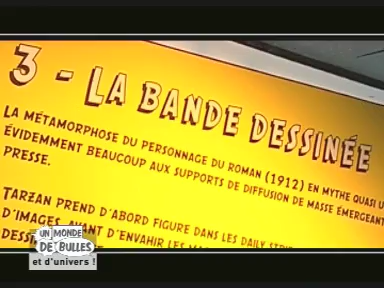 3 - LA BANDE DESSINÉE
LA MÉTAMORPHOSE DU PERSONNAGE DU ROMAN (1912) EN MYTHE QUASI
ÉVIDEMMENT BEAUCOUP AUX SUPPORTS DE DIFFUSION DE MASSE ÉMERGEANT
PRESSE.
TARZAN PREND D'ABORD FIGURE DANS LES DAILY
D'IMAGES, AVANT D'ENVAHIR LES
UN MONDE
DE BULLES
et d'univers !